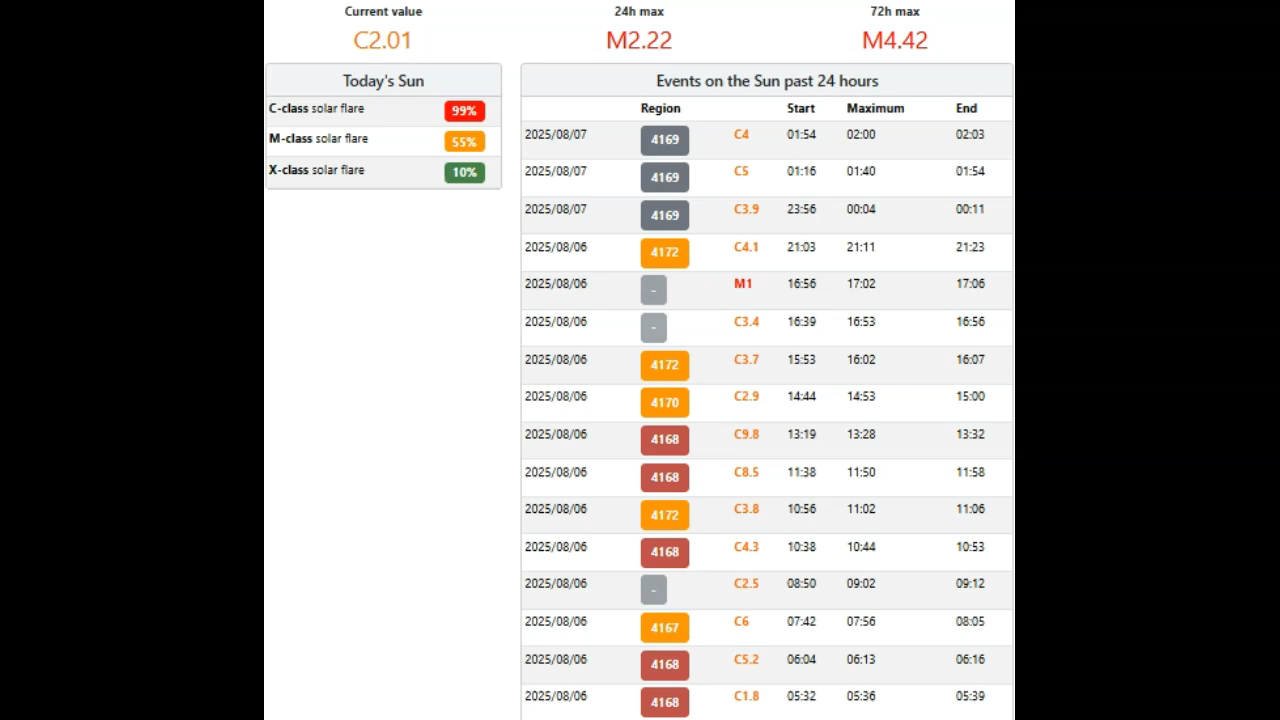 Current value 24h max 72h max
C2.01 M2.22 M4.42
Today's Sun
C-class solar flare 99%
M-class solar flare 55%
X-class solar flare 10%
Events on the Sun past 24 hours
Region Start Maximum End
2025/08/07 4169 C4 01:54 02:00 02:03
2025/08/07 4169 C5 01:16 01:40 01:54
2025/08/07 4169 C3.9 23:56 00:04 00:11
2025/08/06 4172 C4.1 21:03 21:11 21:23
2025/08/06 - M1 16:56 17:02 17:06
2025/08/06 - C3.4 16:39 16:53 16:56
2025/08/06 4172 C3.7 15:53 16:02 16:07
2025/08/06 4170 C2.9 14:44 14:53 15:00
2025/08/06 4168 C9.8 13:19 13:28 13:32
2025/08/06 4168 C8.5 11:38 11:50 11:58
2025/08/06 4172 C3.8 10:56 11:02 11:06
2025/08/06 4168 C4.3 10:38 10:44 10:53
2025/08/06 - C2.5 08:50 09:02 09:12
2025/08/06 4167 C6 07:42 07:56 08:05
2025/08/06 4168 C5.2 06:04 06:13 06:16
2025/08/06 4168 C1.8 05:32 05:36 05:39